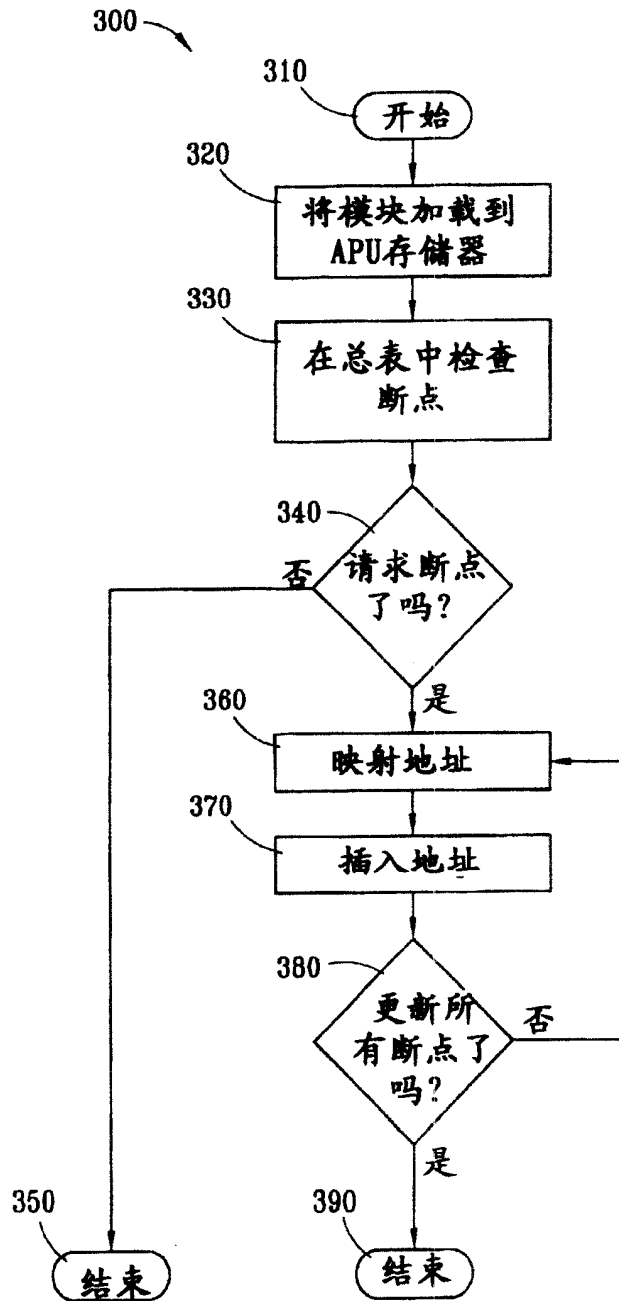 300
310
开始
320
将模块加载到
APU存储器
330
在总表中检查
断点
340
请求断点
了吗?
否
是
360
映射地址
370
插入地址
380
更新所
有断点了
吗?
否
是
350
结束
390
结束